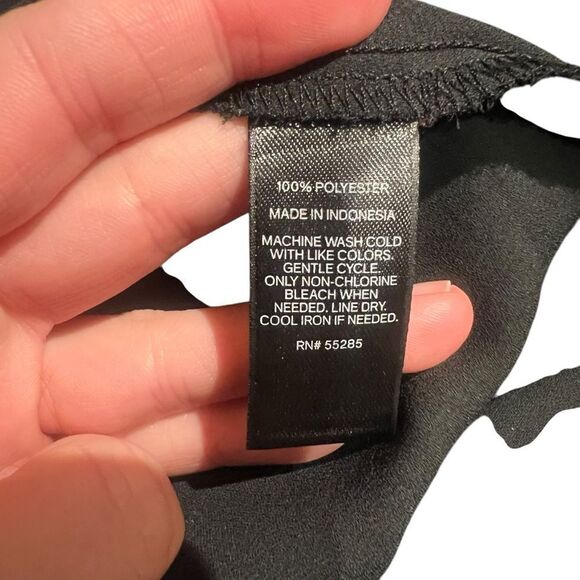 100% POLYESTER
MADE IN INDONESIA
MACHINE WASH COLD
WITH LIKE COLORS.
GENTLE CYCLE.
ONLY NON-CHLORINE
BLEACH WHEN
NEEDED. LINE DRY.
COOL IRON IF NEEDED.
RN# 55285